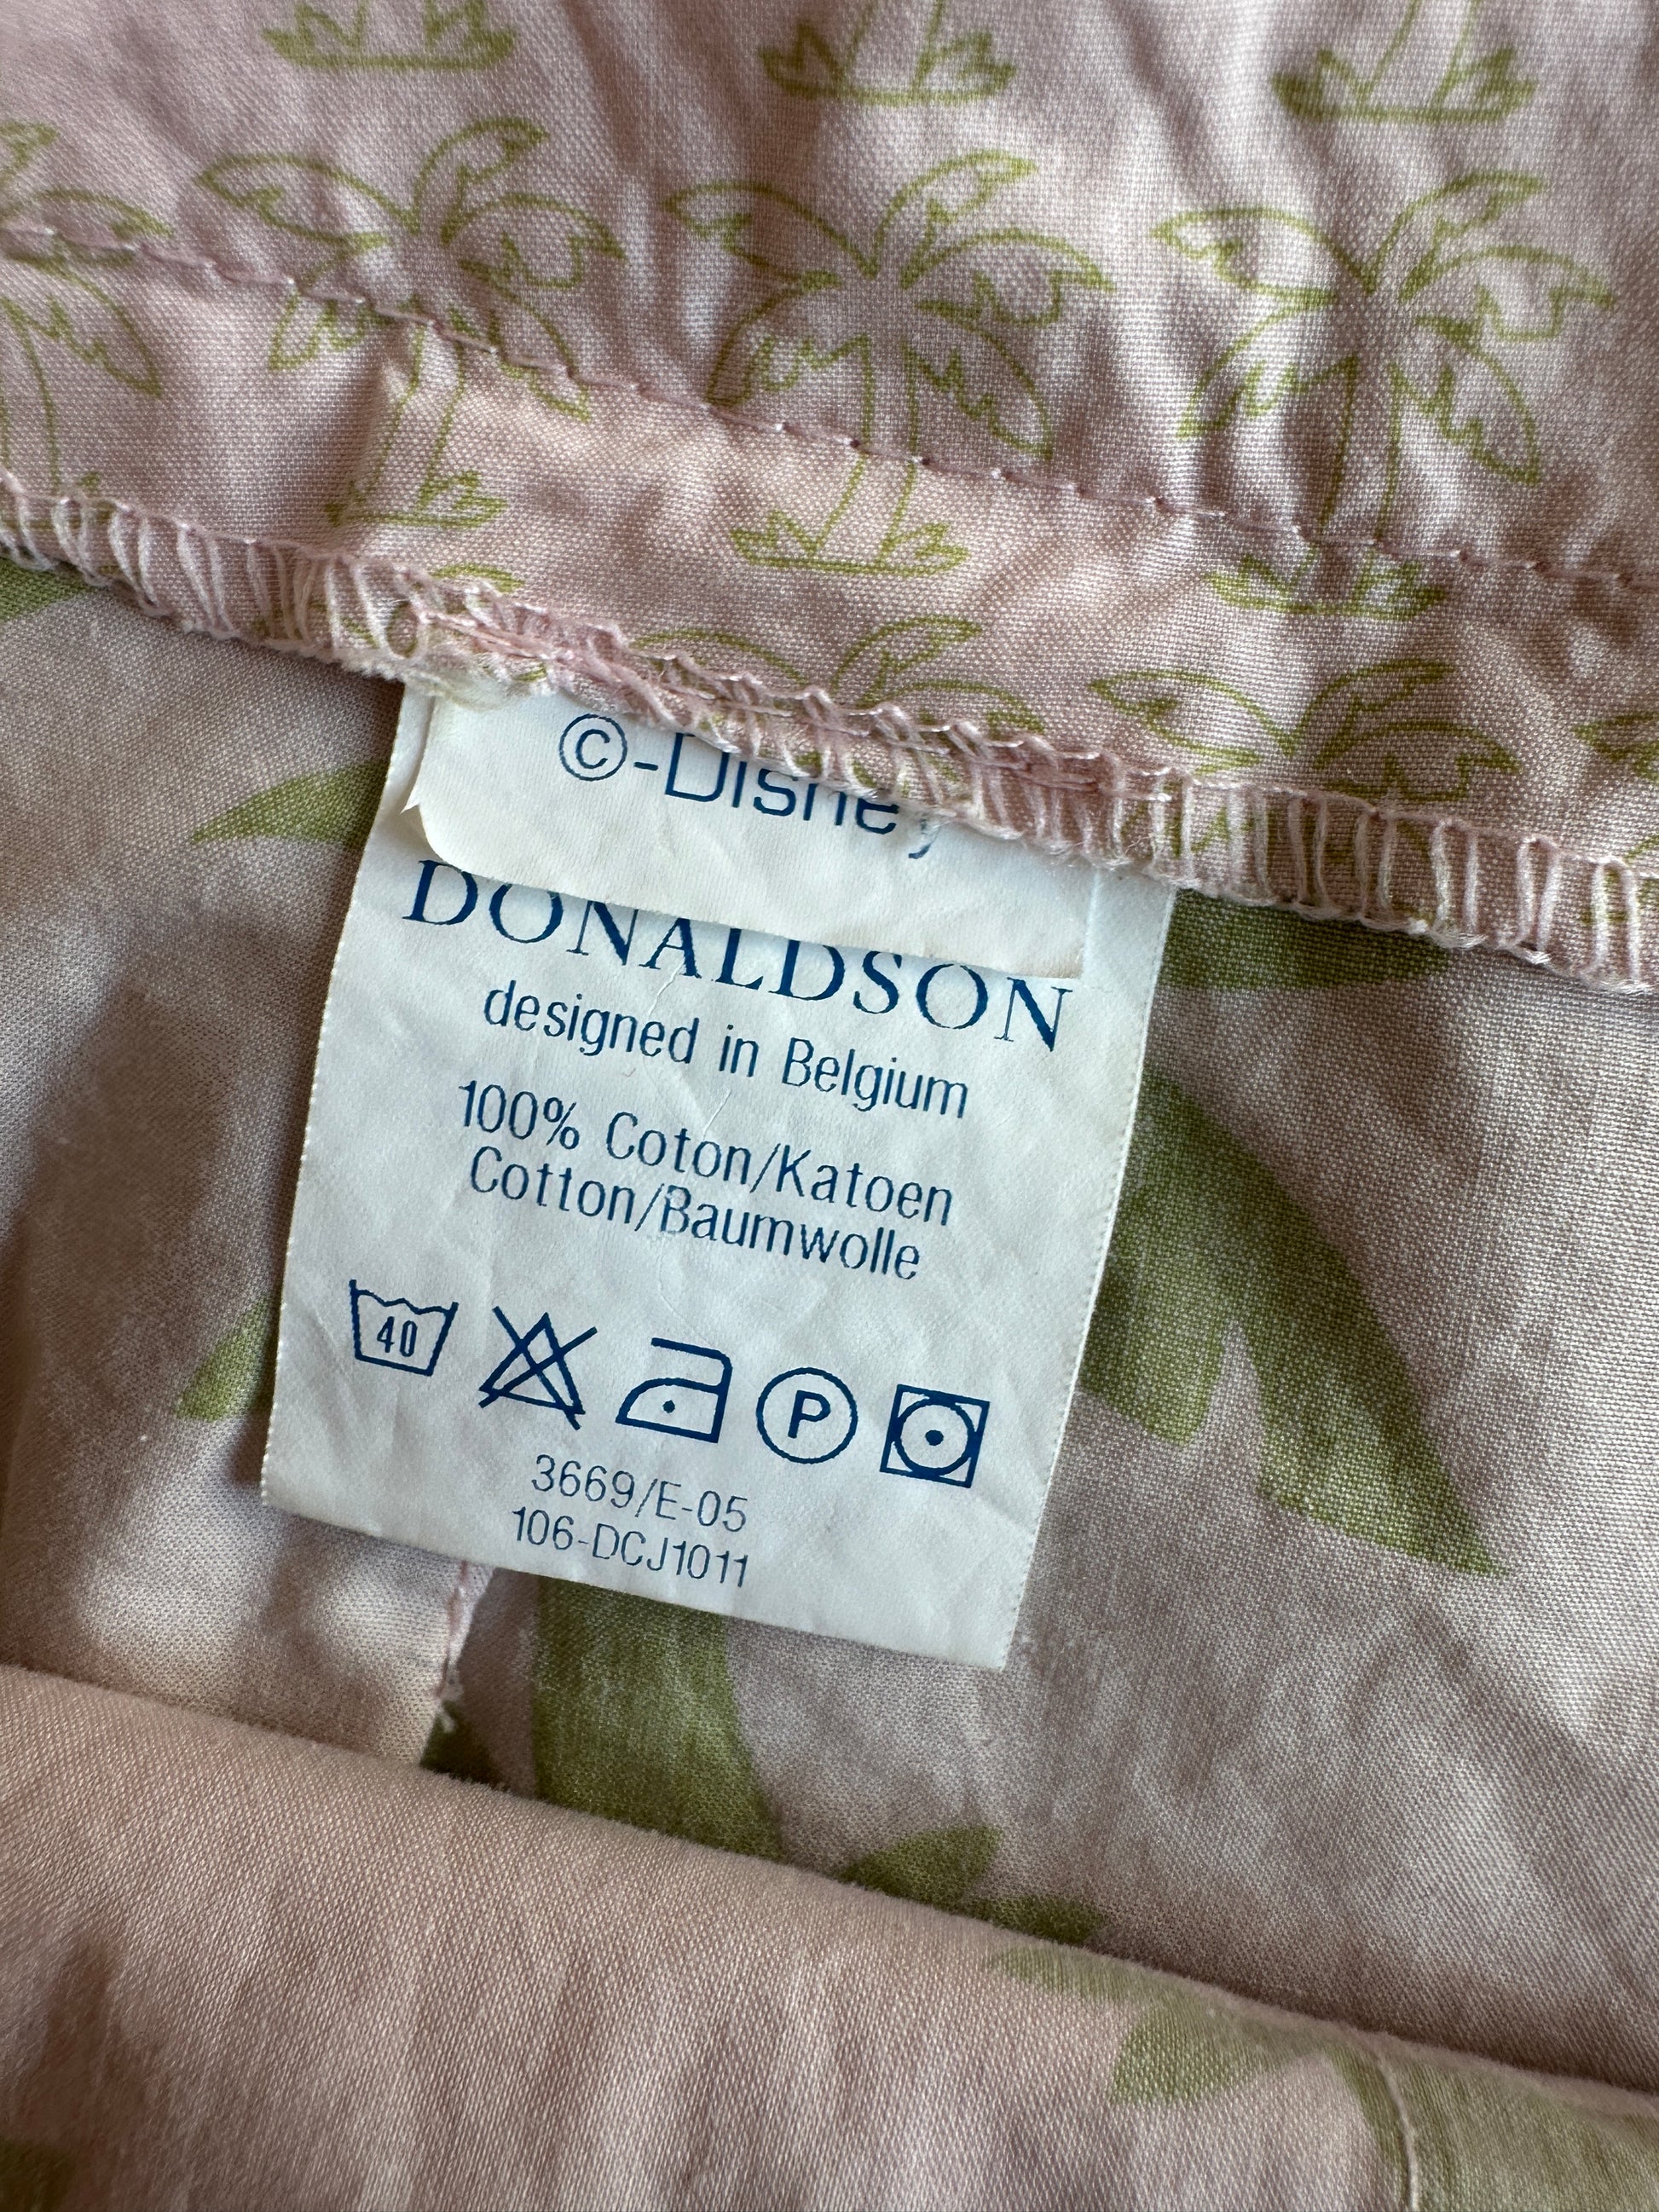 ©-Disney
DONALDSON
designed in Belgium
100% Coton/Katoen
Cotton/Baumwolle
40
P
3669/E-05
106-DCJ1011